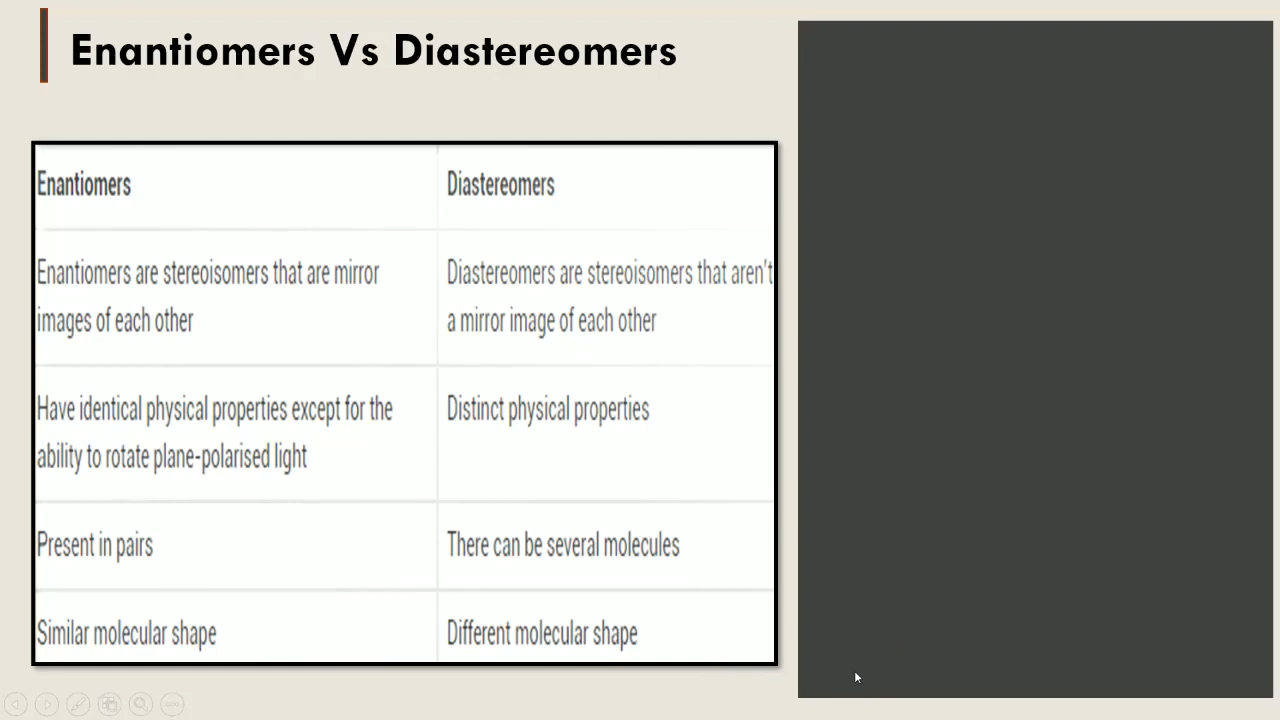 Enantiomers Vs Diastereomers
Enantiomers
Diastereomers
Enantiomers are stereoisomers that are mirror
images of each other
Diastereomers are stereoisomers that aren't
a mirror image of each other
Have identical physical properties except for the
ability to rotate plane-polarised light
Distinct physical properties
Present in pairs
There can be several molecules
Similar molecular shape
Different molecular shape